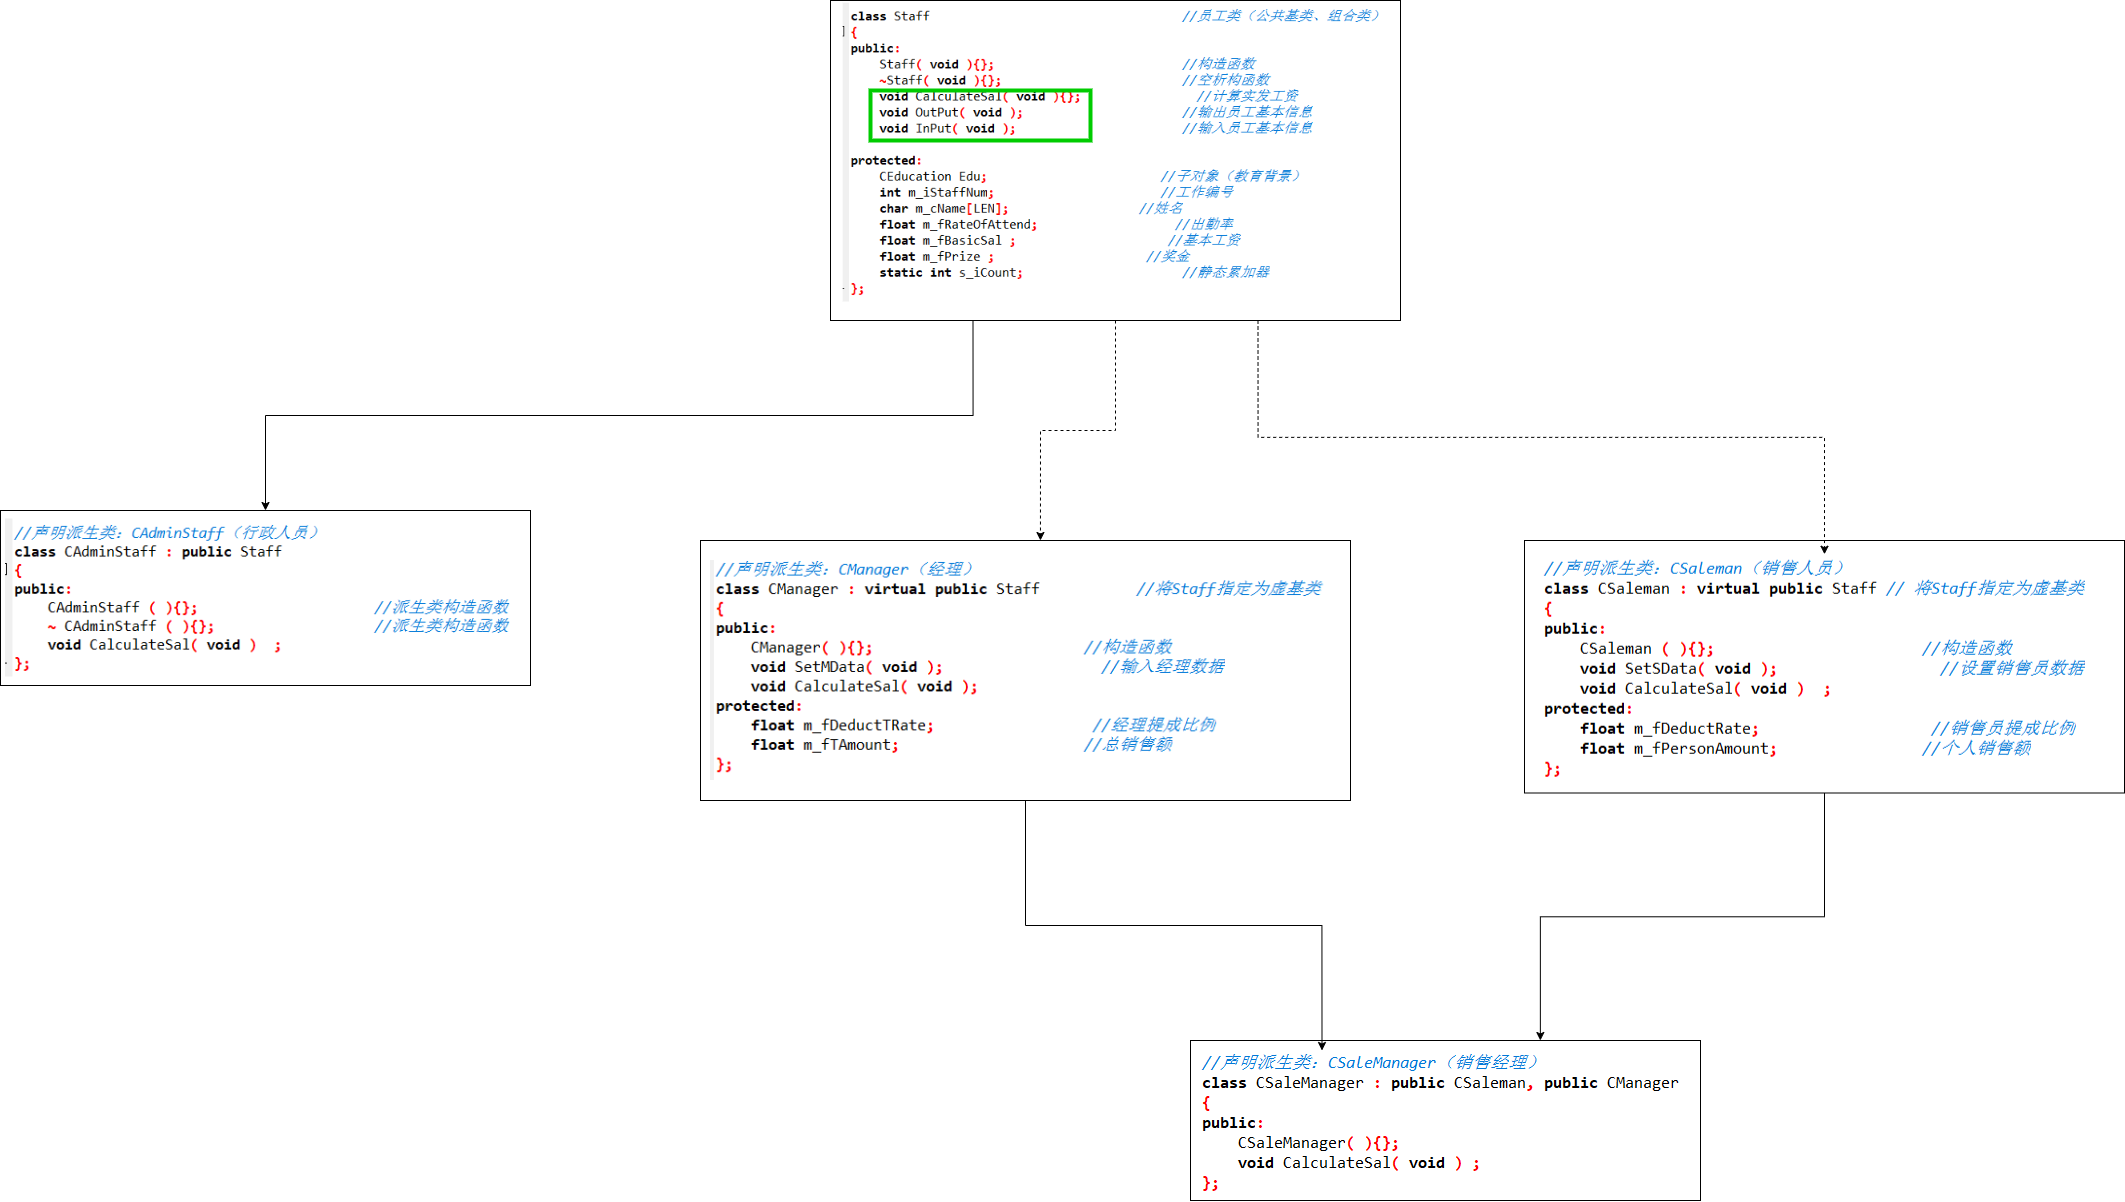 class Staff //员工类（公共基类、组合类）
{
public:
Staff( void ){}; //构造函数
~Staff( void ){}; //空析构函数
void CalculateSal( void ){}; //计算实发工资
void OutPut( void ); //输出员工基本信息
void InPut( void ); //输入员工基本信息
protected:
CEducation Edu; //子对象（教育背景）
int m_iStaffNum; //工作编号
char m_cName[LEN]; //姓名
float m_fRateOfAttend; //出勤率
float m_fBasicSal ; //基本工资
float m_fPrize ; //奖金
static int s_iCount; //静态累加器
};
//声明派生类: CAdminStaff（行政人员）
class CAdminStaff : public Staff
{
public:
CAdminStaff ( ){}; //派生类构造函数
~ CAdminStaff ( ){}; //派生类构造函数
void CalculateSal( void ) ;
};
//声明派生类: CManager（经理）
class CManager : virtual public Staff //将Staff指定为虚基类
{
public:
CManager( ){}; //构造函数
void SetMData( void ); //输入经理数据
void CalculateSal( void );
protected:
float m_fDeductTRate; //经理提成比例
float m_fTAmount; //总销售额
};
//声明派生类: CSaleman（销售人员）
class CSaleman : virtual public Staff // 将Staff指定为虚基类
{
public:
CSaleman ( ){}; //构造函数
void SetSData( void ); //设置销售员数据
void CalculateSal( void ) ;
protected:
float m_fDeductRate; //销售员提成比例
float m_fPersonAmount; //个人销售额
};
//声明派生类: CSaleManager（销售经理）
class CSaleManager : public CSaleman, public CManager
{
public:
CSaleManager( ){};
void CalculateSal( void ) ;
};